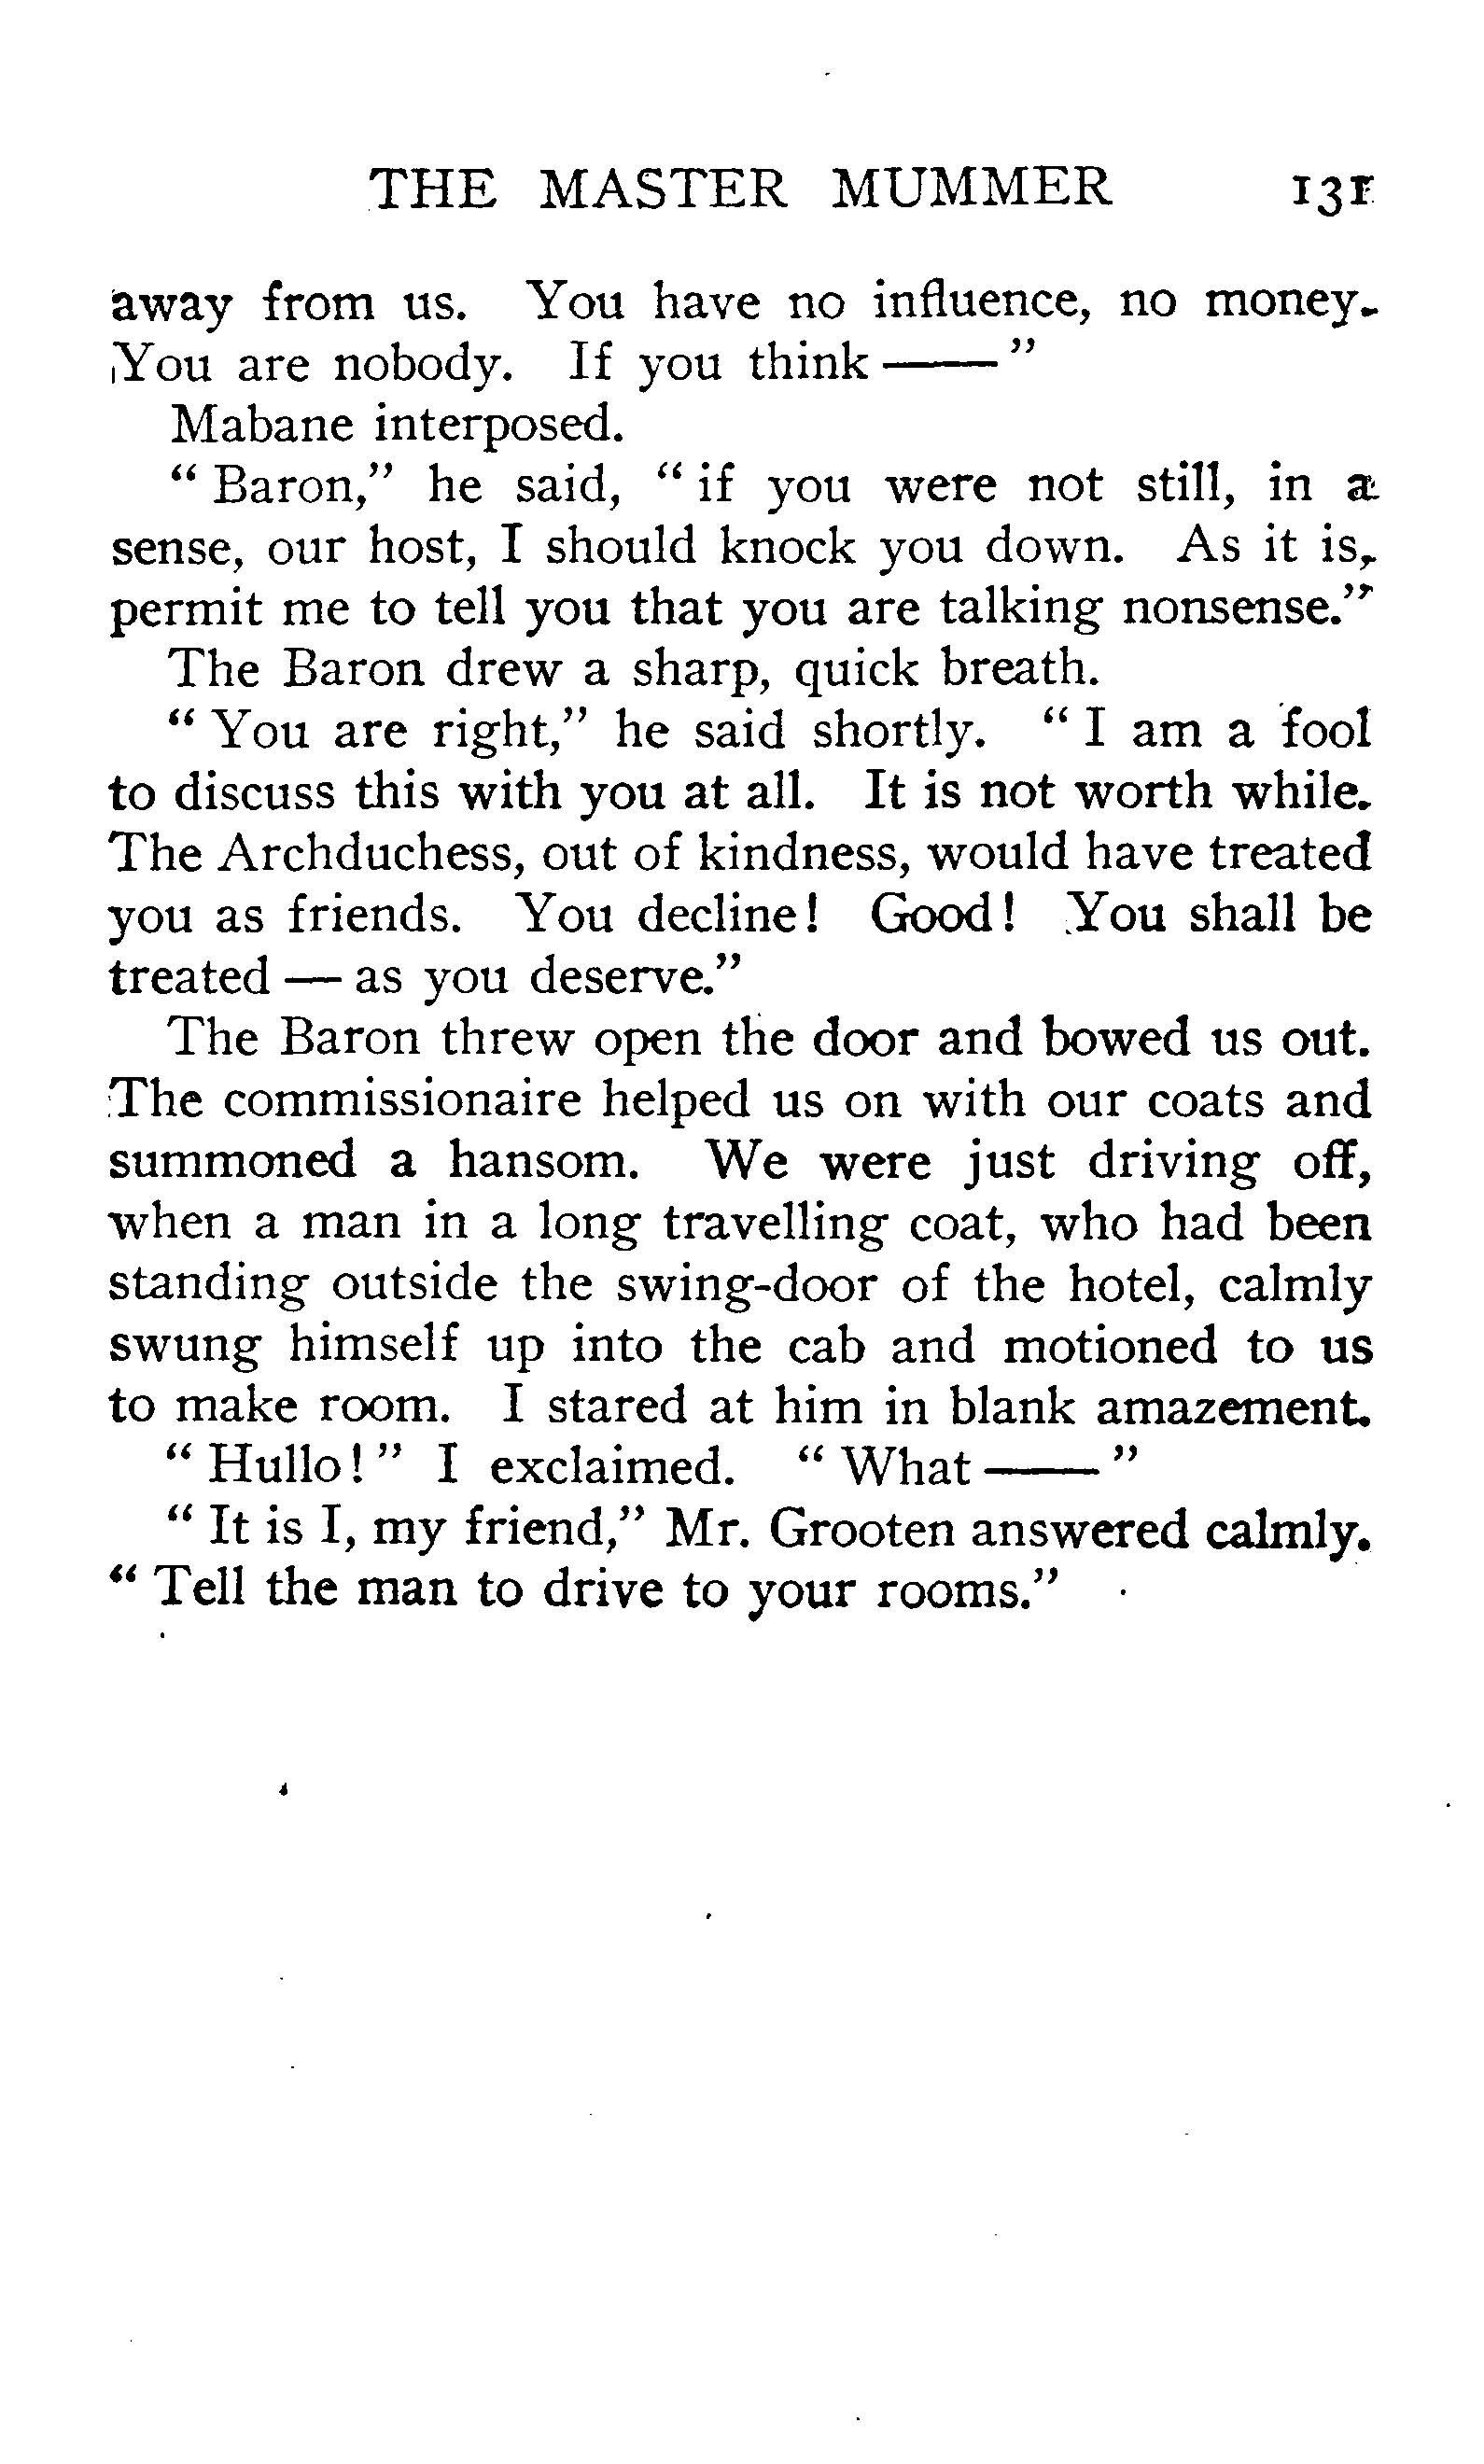 THE MASTER MUMMER 131
away from us. You have no influence, no money.
You are nobody. If you think——"
Mabane interposed.
"Baron," he said, "if you were not still, in a
sense, our host, I should knock you down. As it is,
permit me to tell you that you are talking nonsense."
The Baron drew a sharp, quick breath.
"You are right," he said shortly. "I am a fool
to discuss this with you at all. It is not worth while.
The Archduchess, out of kindness, would have treated
you as friends. You decline! Good! You shall be
treated — as you deserve."
The Baron threw open the door and bowed us out.
The commissionaire helped us on with our coats and
summoned a hansom. We were just driving off,
when a man in a long travelling coat, who had been
standing outside the swing-door of the hotel, calmly
swung himself up into the cab and motioned to us
to make room. I stared at him in blank amazement.
"Hullo!" I exclaimed. "What——"
"It is I, my friend," Mr. Grooten answered calmly.
"Tell the man to drive to your rooms."